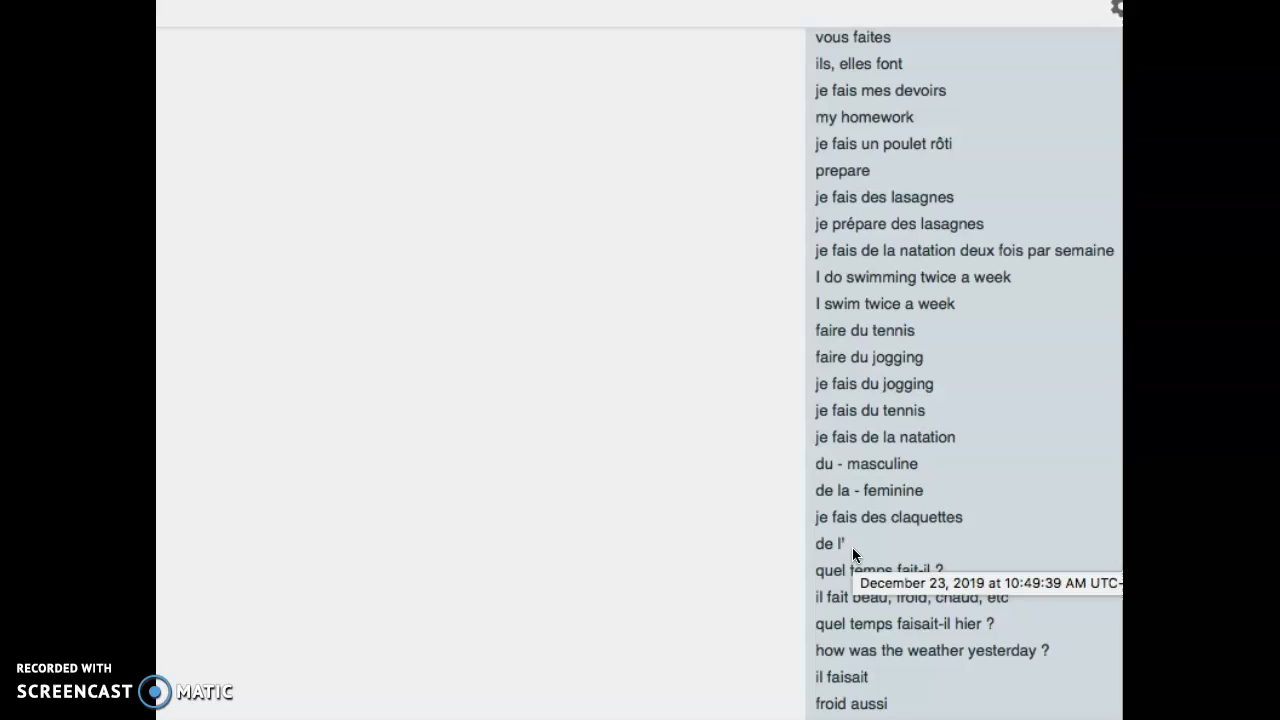 vous faites
ils, elles font
je fais mes devoirs
my homework
je fais un poulet rôti
prepare
je fais des lasagnes
je prépare des lasagnes
je fais de la natation deux fois par semaine
I do swimming twice a week
I swim twice a week
faire du tennis
faire du jogging
je fais du jogging
je fais du tennis
je fais de la natation
du - masculine
de la - feminine
je fais des claquettes
de l'
quel temps fait-il ?
December 23, 2019 at 10:49:39 AM UTC-
il fait beau, froid, chaud, etc
quel temps faisait-il hier ?
how was the weather yesterday ?
il faisait
froid aussi
RECORDED WITH
SCREENCAST MATIC